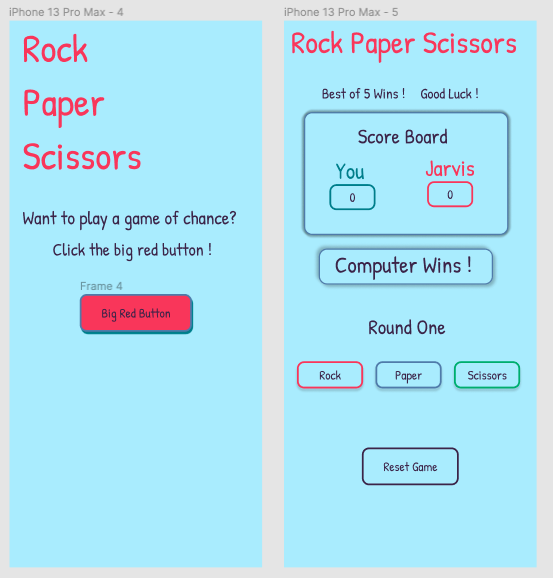 iPhone 13 Pro Max - 4
Rock
Paper
Scissors
Want to play a game of chance?
Click the big red button !
Frame 4
Big Red Button
iPhone 13 Pro Max - 5
Rock Paper Scissors
Best of 5 Wins ! Good Luck !
Score Board
You Jarvis
0 0
Computer Wins !
Round One
Rock Paper Scissors
Reset Game